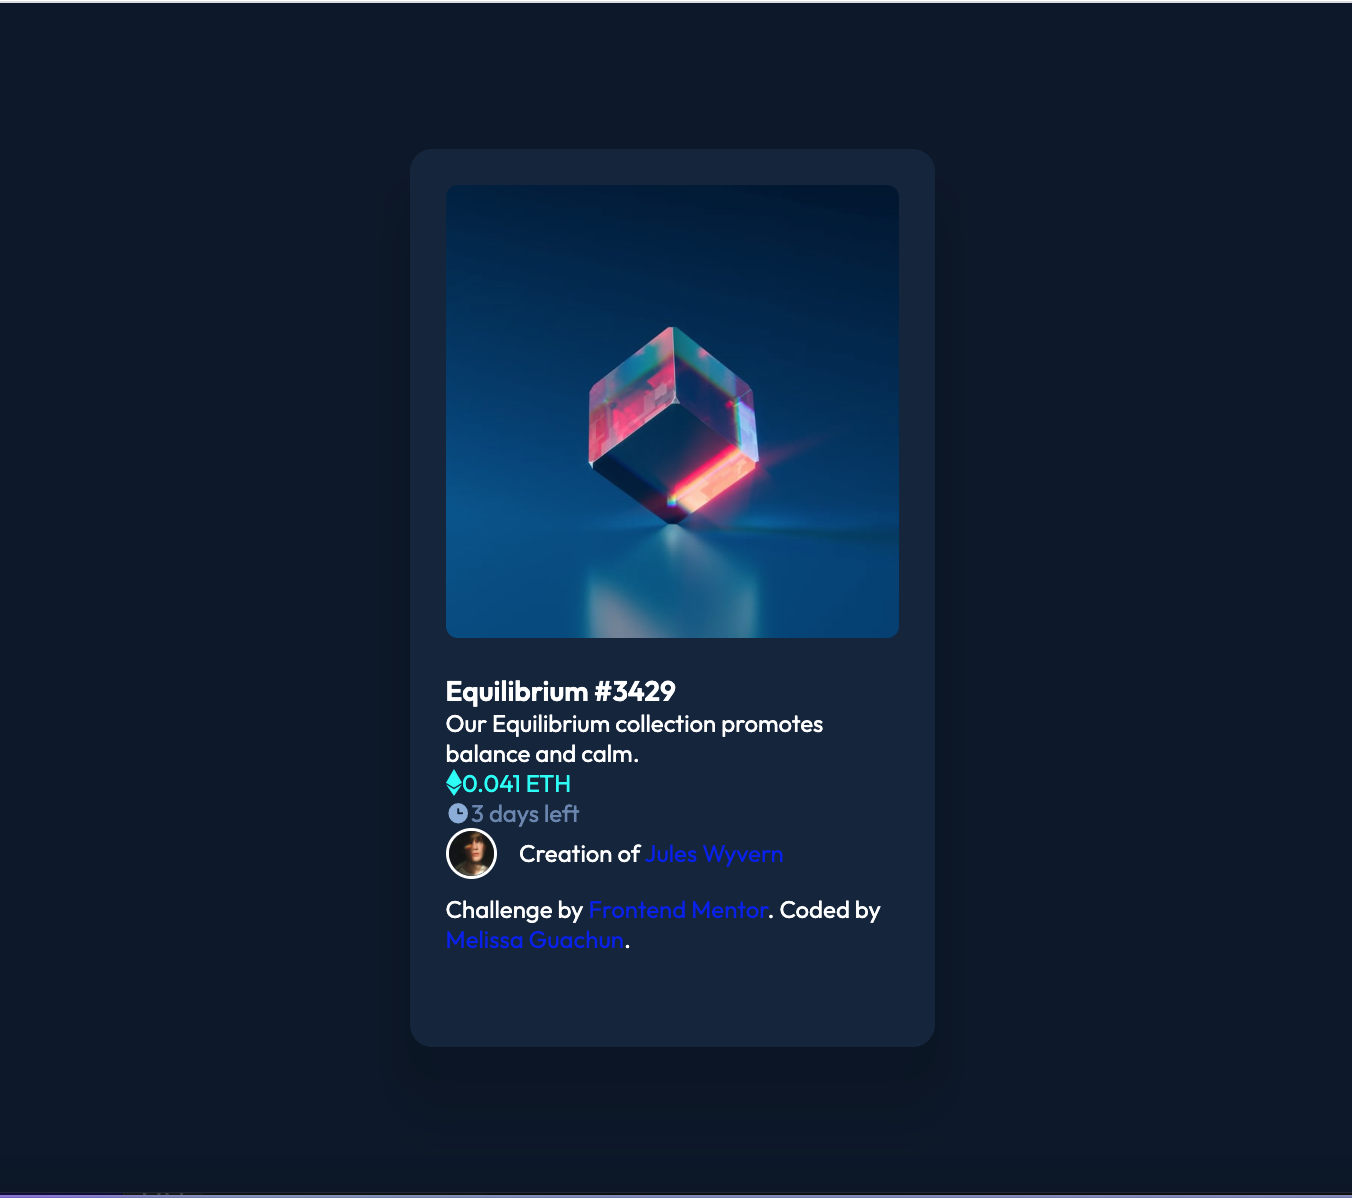 Equilibrium #3429
Our Equilibrium collection promotes
balance and calm.
0.041 ETH
3 days left
Creation of Jules Wyvern
Challenge by Frontend Mentor. Coded by
Melissa Guachun.